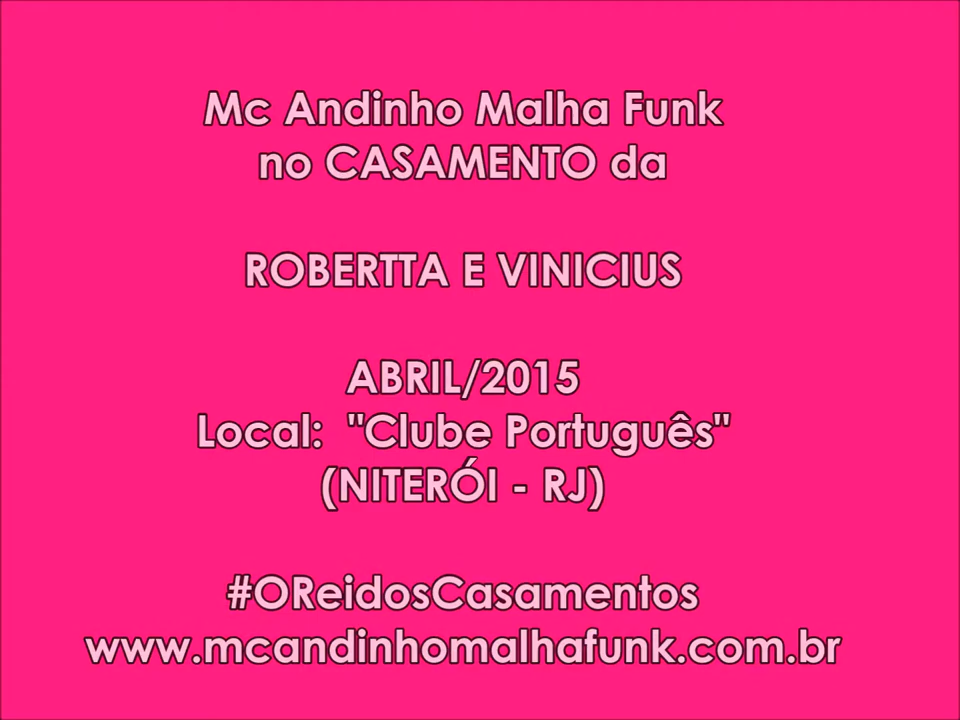 Mc Andinho Malha Funk
no CASAMENTO da
ROBERTTA E VINICIUS
ABRIL/2015
Local: "Clube Português"
(NITERÓI - RJ)
#OReidosCasamentos
www.mcandinhomalhafunk.com.br